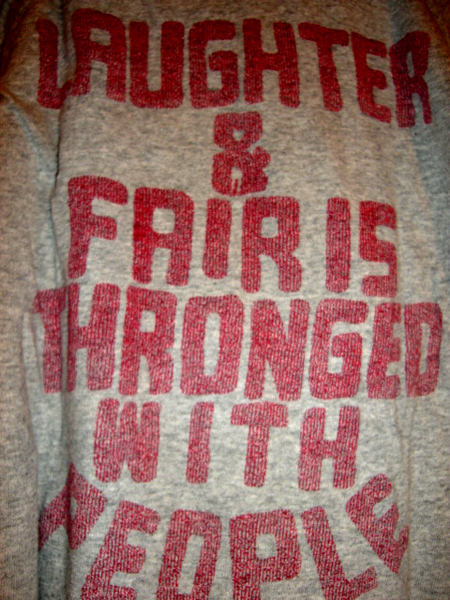 LAUGHTER
&
FAIR IS
THRONGED
WITH
PEOPLE